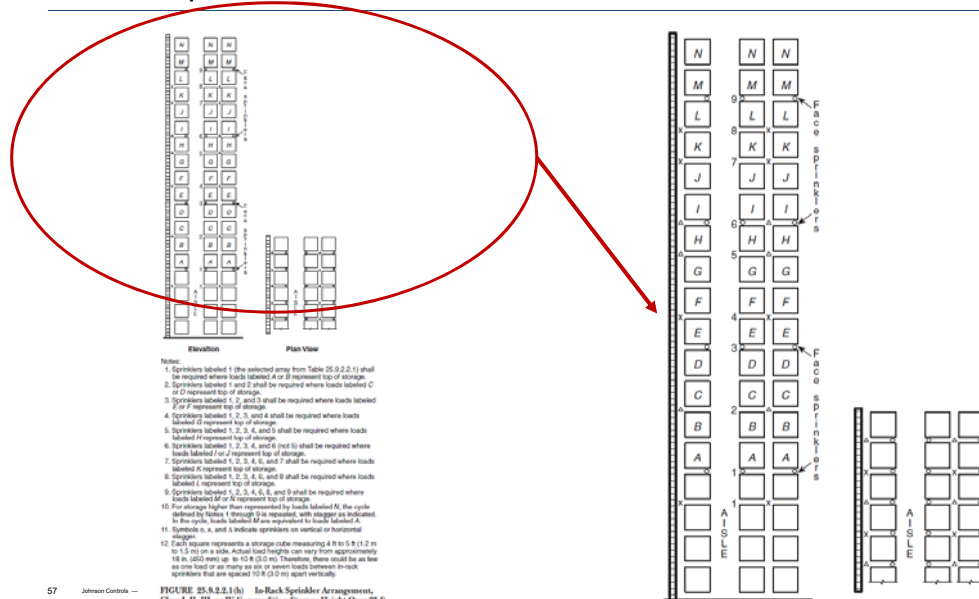 N N N
M M M
9
L L L
8
K K K
7
J J J
I I I
6
H H H
5
G G G
F F F
4
E E E
3
D D D
C C C
2
B B B
A A A
1
1
AISLE
Face sprinklers
Face sprinklers
AISLE
Elevation Plan View
Notes:
1. Sprinklers labeled 1 (the selected array from Table 25.9.2.2.1) shall
be required where loads labeled A or B represent top of storage.
2. Sprinklers labeled 1 and 2 shall be required where loads labeled C
or D represent top of storage.
3. Sprinklers labeled 1, 2, and 3 shall be required where loads labeled
E or F represent top of storage.
4. Sprinklers labeled 1, 2, 3, and 4 shall be required where loads
labeled G represent top of storage.
5. Sprinklers labeled 1, 2, 3, 4, and 5 shall be required where loads
labeled H represent top of storage.
6. Sprinklers labeled 1, 2, 3, 4, and 6 (not 5) shall be required where
loads labeled I or J represent top of storage.
7. Sprinklers labeled 1, 2, 3, 4, 6, and 7 shall be required where loads
labeled K represent top of storage.
8. Sprinklers labeled 1, 2, 3, 4, 6, and 8 shall be required where loads
labeled L represent top of storage.
9. Sprinklers labeled 1, 2, 3, 4, 6, 8, and 9 shall be required where
loads labeled M or N represent top of storage.
10. For storage higher than represented by loads labeled N, the cycle
defined by Notes 1 through 9 is repeated, with stagger as indicated.
In the cycle, loads labeled M are equivalent to loads labeled A.
11. Symbols o, x, and Δ indicate sprinklers on vertical or horizontal
stagger.
12. Each square represents a storage cube measuring 4 ft to 5 ft (1.2 m
to 1.5 m) on a side. Actual load heights can vary from approximately
18 in. (450 mm) up to 10 ft (3.0 m). Therefore, there could be as few
as one load or as many as six or seven loads between in-rack
sprinklers that are spaced 10 ft (3.0 m) apart vertically.
FIGURE 25.9.2.2.1(h) In-Rack Sprinkler Arrangement,
57 Johnson Controls —
N N N
M M M
9
L L L
8
K K K
7
J J J
I I I
6
H H H
5
G G G
F F F
4
E E E
3
D D D
C C C
2
B B B
A A A
1
1
Face sprinklers
Face sprinklers
AISLE
AISLE